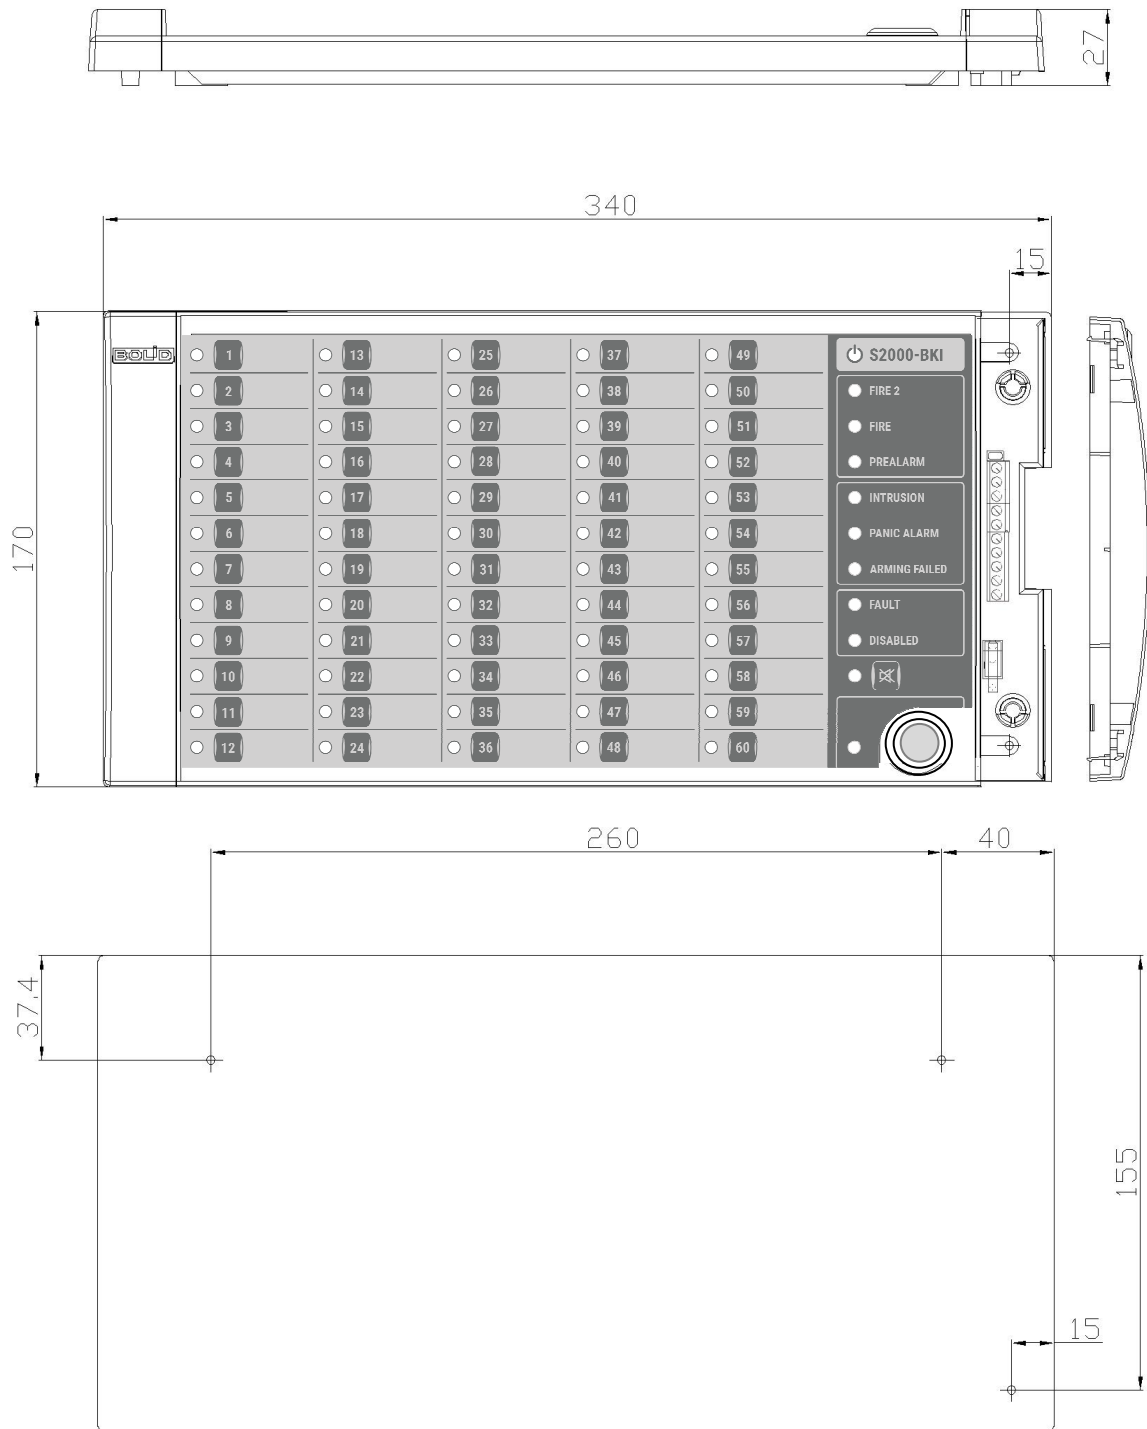 27
340
15
170
BOLID
1 13 25 37 49 S2000-BKI
2 14 26 38 50 FIRE 2
3 15 27 39 51 FIRE
4 16 28 40 52 PREALARM
5 17 29 41 53 INTRUSION
6 18 30 42 54 PANIC ALARM
7 19 31 43 55 ARMING FAILED
8 20 32 44 56 FAULT
9 21 33 45 57 DISABLED
10 22 34 46 58
11 23 35 47 59
12 24 36 48 60
260
40
37.4
155
15